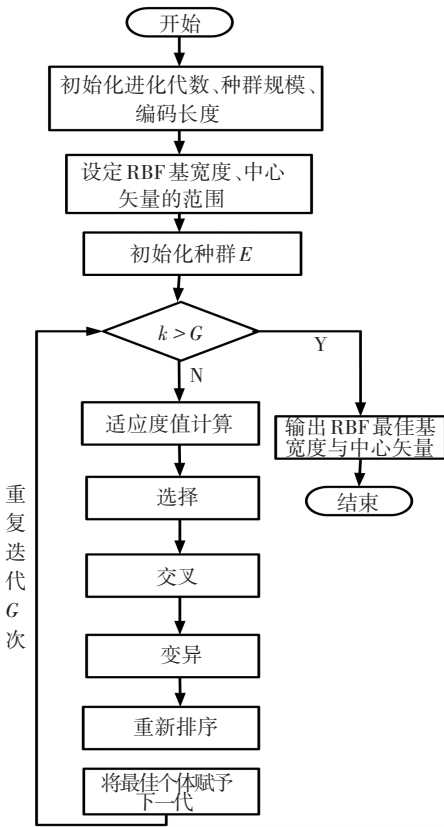 开始
初始化进化代数、种群规模、
编码长度
设定RBF基宽度、中心
矢量的范围
初始化种群E
k>G
Y
N
适应度值计算
输出RBF最佳基
宽度与中心矢量
选择
结束
交叉
变异
重新排序
将最佳个体赋予
下一代
重复迭代G次